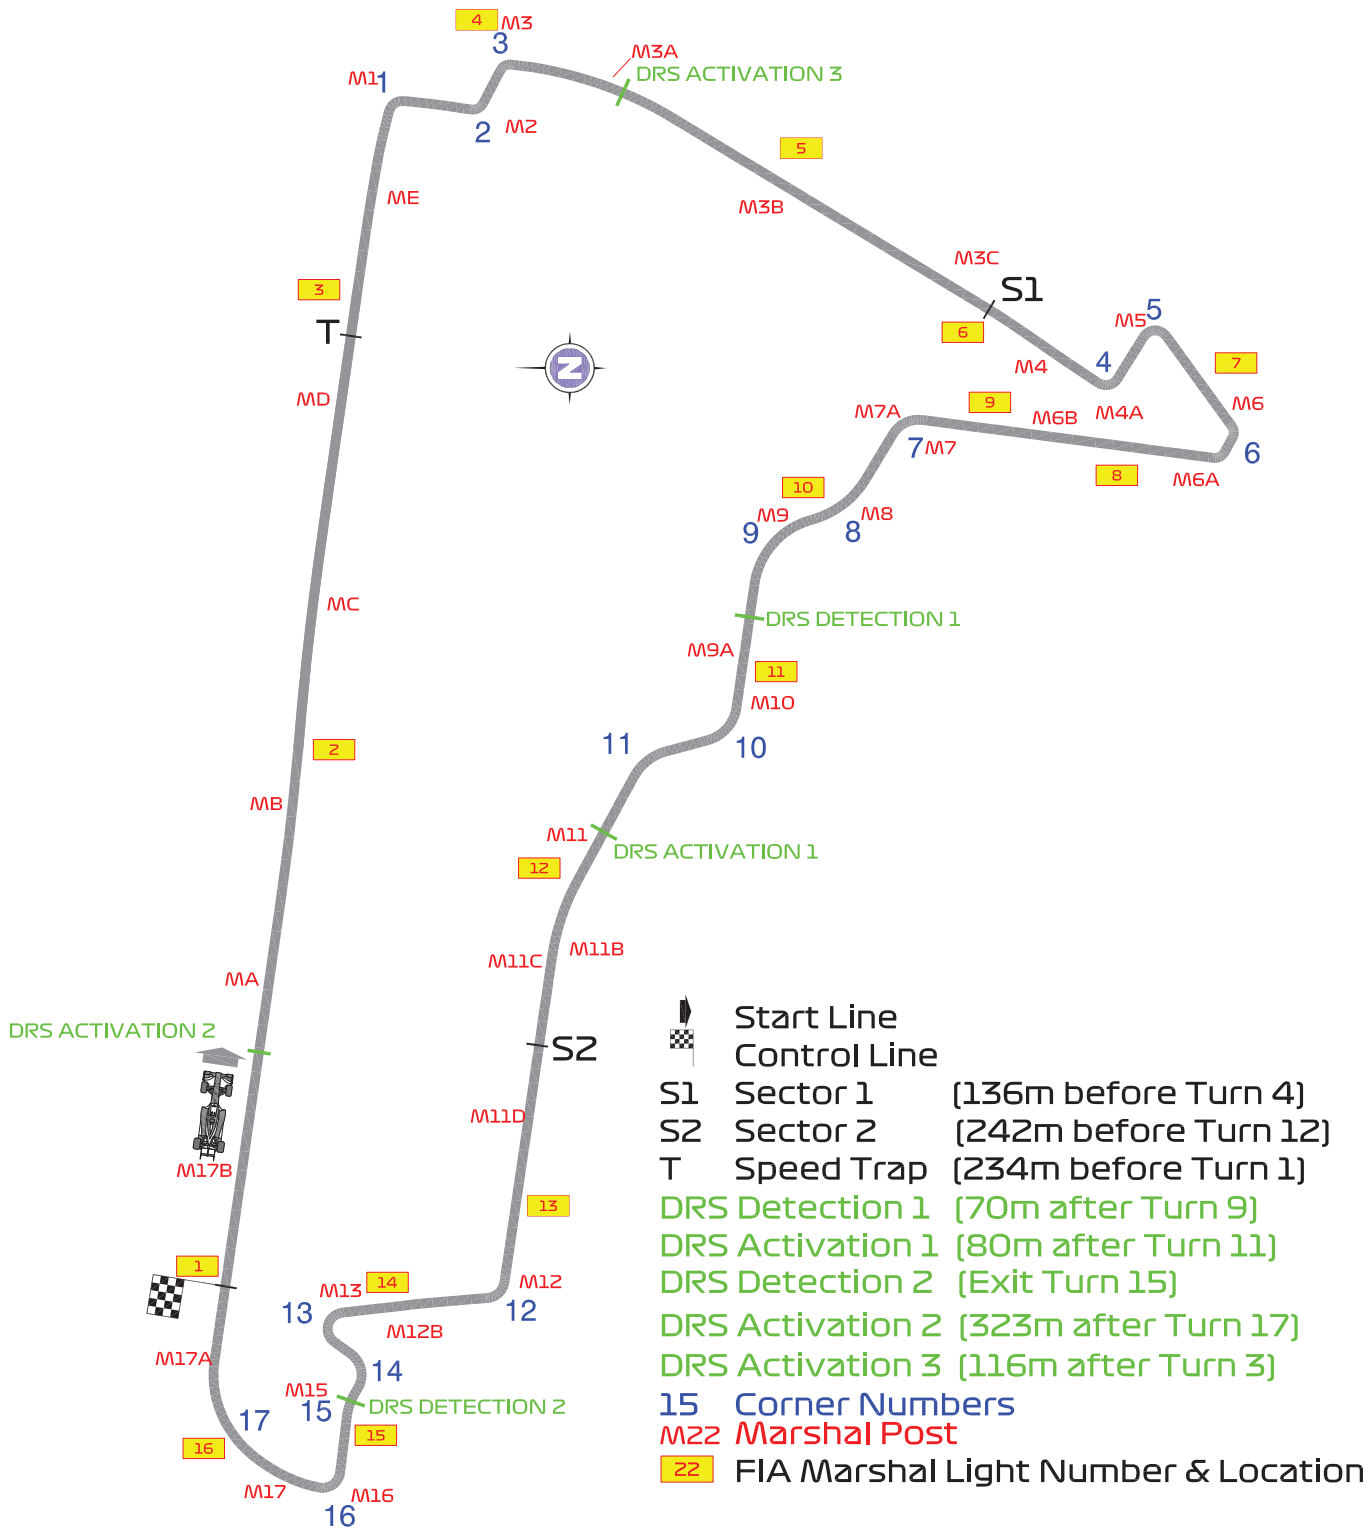 4 M3
3
M3A
M1 1
DRS ACTIVATION 3
2 M2
5
ME
M3B
M3C
3
S1
T
6
M5 5
N
4
7
M4
MD
9
M7A
M6B
M4A
M6
7 M7
6
8
M6A
10
M9
M8
9
8
MC
DRS DETECTION 1
M9A
11
M10
11
10
2
MB
M11
DRS ACTIVATION 1
12
M11B
M11C
MA
DRS ACTIVATION 2
S2
M11D
M17B
13
1
M13 14
M12
13
12
M12B
M17A
14
M15
15
DRS DETECTION 2
17
15
16
M17
M16
16
Start Line
Control Line
S1 Sector 1 (136m before Turn 4)
S2 Sector 2 (242m before Turn 12)
T Speed Trap (234m before Turn 1)
DRS Detection 1 (70m after Turn 9)
DRS Activation 1 (80m after Turn 11)
DRS Detection 2 (Exit Turn 15)
DRS Activation 2 (323m after Turn 17)
DRS Activation 3 (116m after Turn 3)
15 Corner Numbers
M22 Marshal Post
22 FIA Marshal Light Number & Location